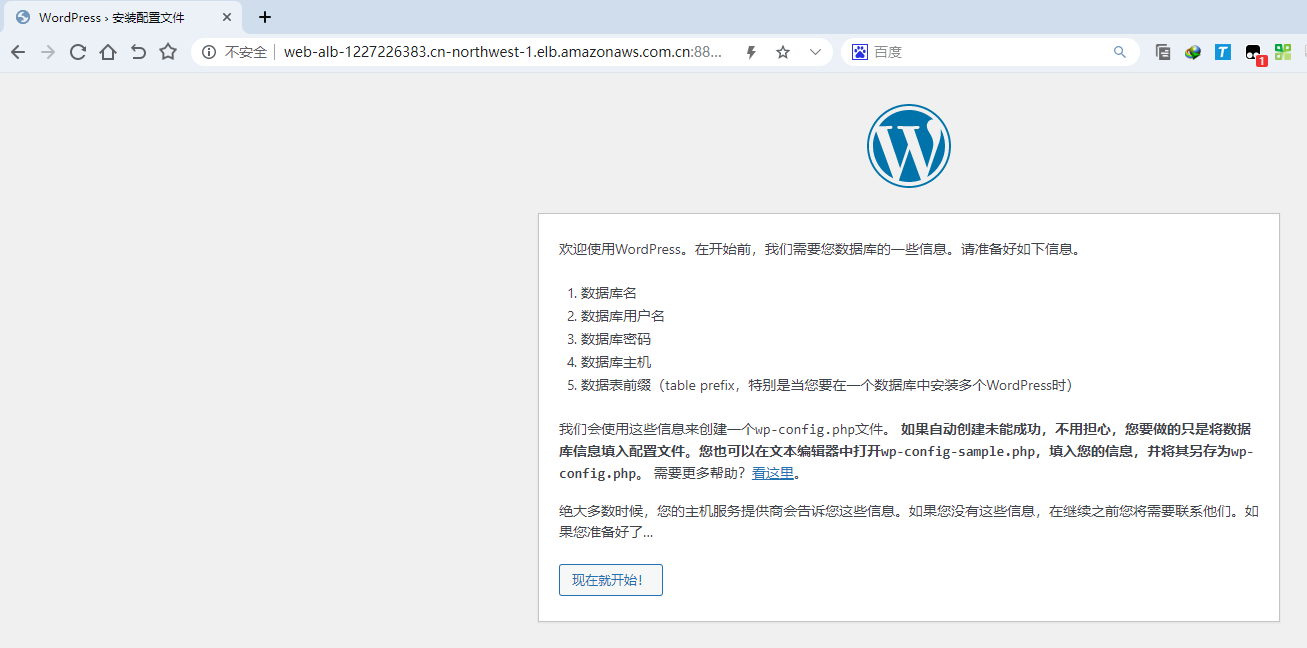 WordPress › 安装配置文件
不安全 web-alb-1227226383.cn-northwest-1.elb.amazonaws.com.cn:88... 百度
T
1
W
欢迎使用WordPress。在开始前，我们需要您数据库的一些信息。请准备好如下信息。
1. 数据库名
2. 数据库用户名
3. 数据库密码
4. 数据库主机
5. 数据表前缀（table prefix，特别是当您要在一个数据库中安装多个WordPress时）
我们会使用这些信息来创建一个wp-config.php文件。 如果自动创建未能成功，不用担心，您要做的只是将数据
库信息填入配置文件。您也可以在文本编辑器中打开wp-config-sample.php，填入您的信息，并将其另存为wp-
config.php。 需要更多帮助？看这里。
绝大多数时候，您的主机服务提供商会告诉您这些信息。如果您没有这些信息，在继续之前您将需要联系他们。如
果您准备好了...
现在就开始！